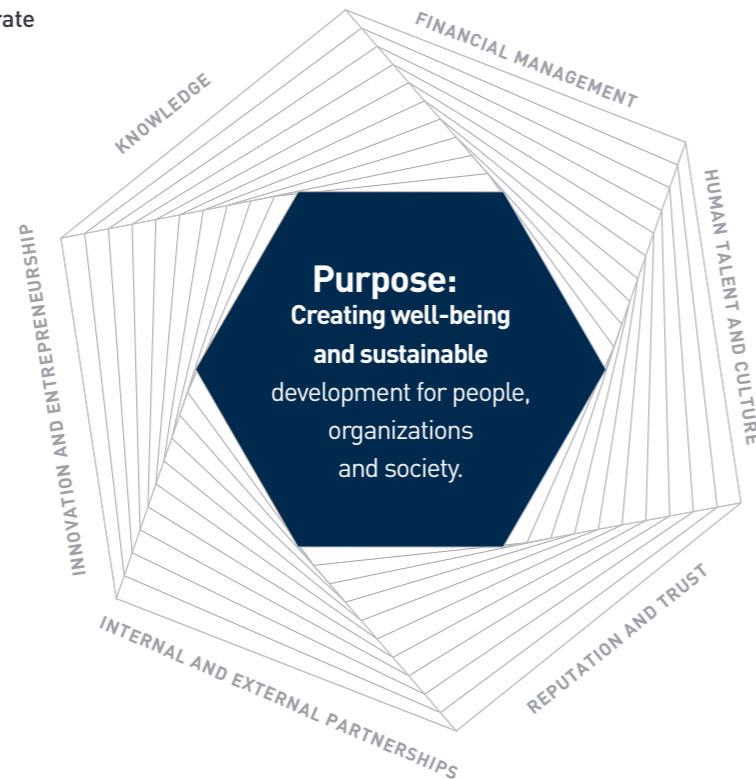 rate
FINANCIAL MANAGEMENT
KNOWLEDGE
HUMAN TALENT AND CULTURE
INNOVATION AND ENTREPRENEURSHIP
Purpose:
Creating well-being
and sustainable
development for people,
organizations
and society.
REPUTATION AND TRUST
INTERNAL AND EXTERNAL PARTNERSHIPS